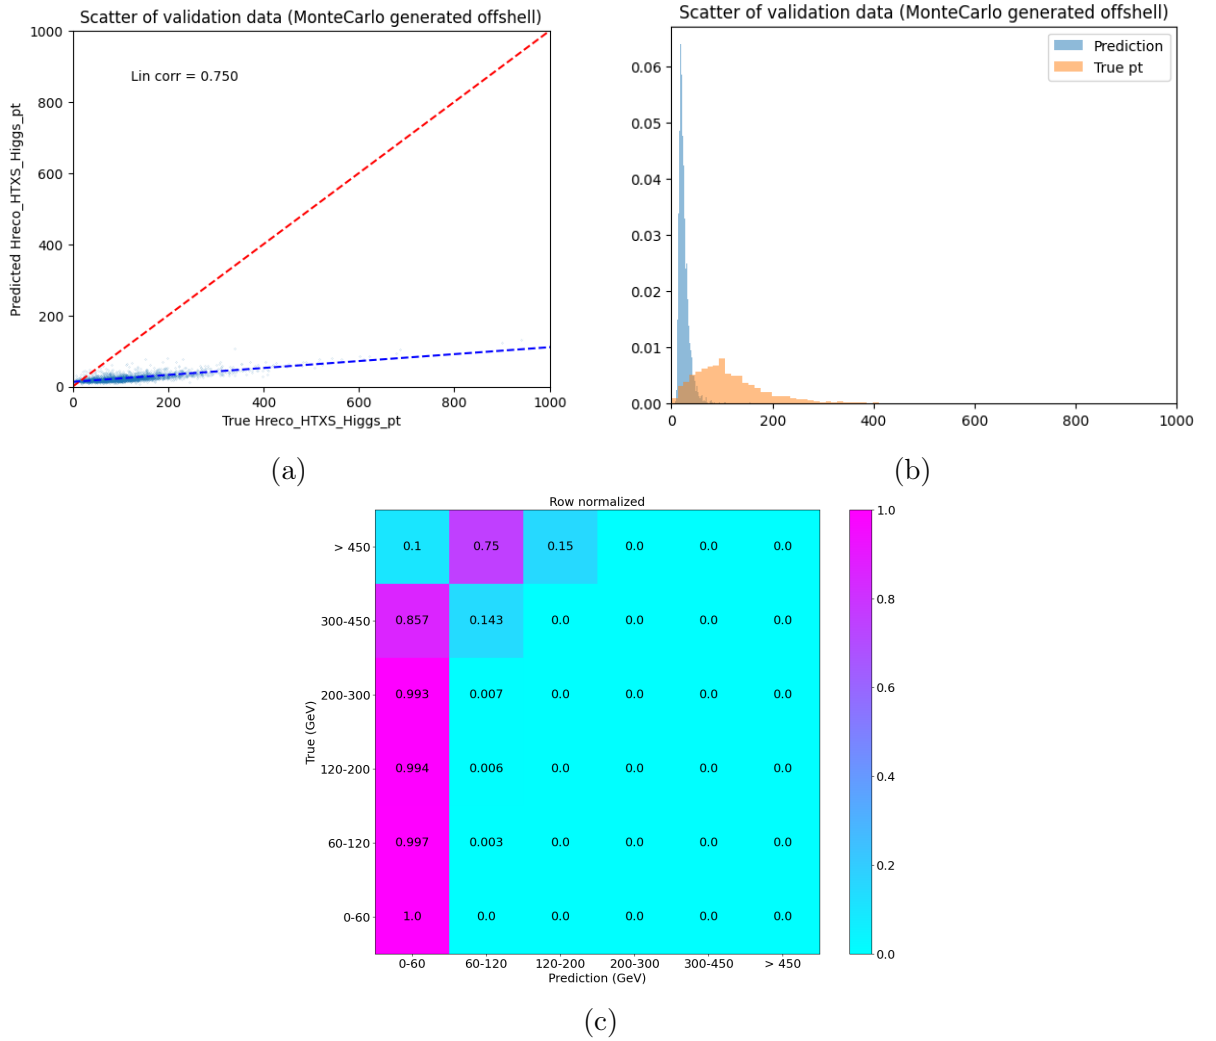 Scatter of validation data (MonteCarlo generated offshell)
1000
800
600
400
200
0
Predicted Hreco_HTXS_Higgs_pt
Lin corr = 0.750
0 200 400 600 800 1000
True Hreco_HTXS_Higgs_pt
(a)
Scatter of validation data (MonteCarlo generated offshell)
Prediction
True pt
0.06
0.05
0.04
0.03
0.02
0.01
0.00
0 200 400 600 800 1000
(b)
Row normalized
True (GeV)
> 450 0.1 0.75 0.15 0.0 0.0 0.0
300-450 0.857 0.143 0.0 0.0 0.0 0.0
200-300 0.993 0.007 0.0 0.0 0.0 0.0
120-200 0.994 0.006 0.0 0.0 0.0 0.0
60-120 0.997 0.003 0.0 0.0 0.0 0.0
0-60 1.0 0.0 0.0 0.0 0.0 0.0
0-60 60-120 120-200 200-300 300-450 > 450
Prediction (GeV)
1.0
0.8
0.6
0.4
0.2
0.0
(c)